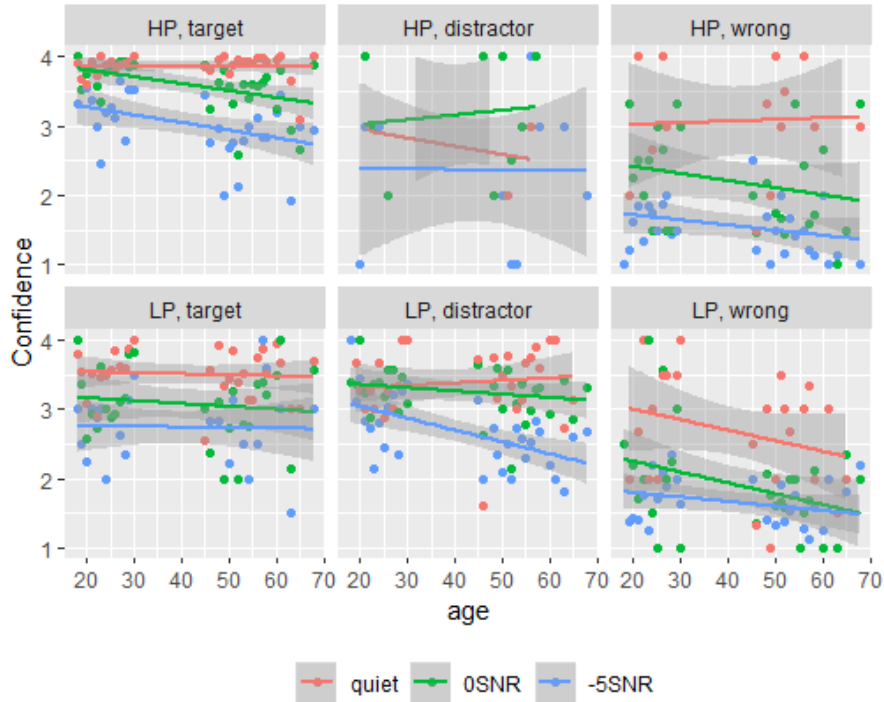 HP, target HP, distractor HP, wrong
4
3
2
1
LP, target LP, distractor LP, wrong
4
3
2
1
Confidence
20 30 40 50 60 70 20 30 40 50 60 70 20 30 40 50 60 70
age
quiet 0SNR -5SNR